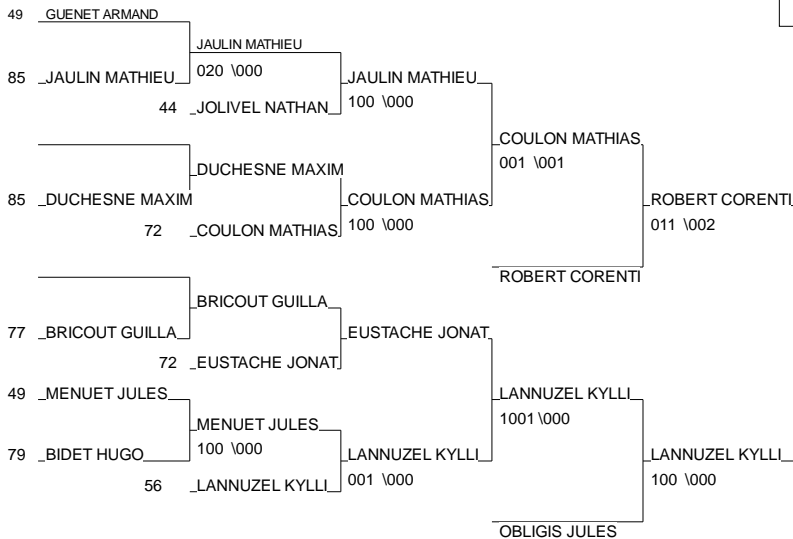 49 GUENET ARMAND
JAULIN MATHIEU
020 \000
85 JAULIN MATHIEU
JAULIN MATHIEU
100 \000
44 JOLIVEL NATHAN
COULON MATHIAS
001 \001
DUCHESNE MAXIM
85 DUCHESNE MAXIM
COULON MATHIAS
100 \000
ROBERT CORENTI
011 \002
72 COULON MATHIAS
ROBERT CORENTI
BRICOUT GUILLA
77 BRICOUT GUILLA
EUSTACHE JONAT
72 EUSTACHE JONAT
49 MENUET JULES
LANNUZEL KYLLI
1001 \000
MENUET JULES
100 \000
79 BIDET HUGO
LANNUZEL KYLLI
001 \000
LANNUZEL KYLLI
100 \000
56 LANNUZEL KYLLI
OBLIGIS JULES